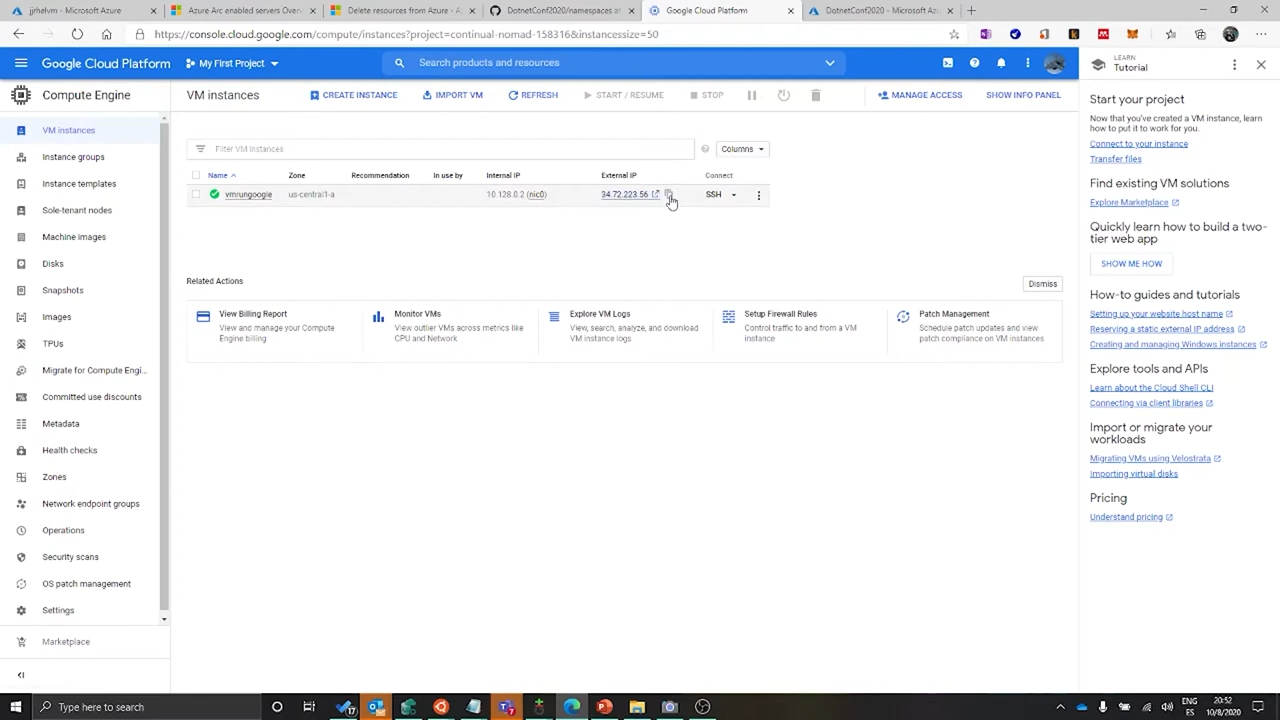 jjrhelvm - Microsoft Azure
Azure Arc enabled servers Over
Delete resources from Azure - A
DotnetConf2020/namespaces at
Google Cloud Platform
DotnetConf2020 - Microsoft Azu
https://console.cloud.google.com/compute/instances?project=continual-nomad-158316&instancessize=50
Google Cloud Platform
My First Project
Search products and resources
LEARN
Tutorial
Compute Engine
VM instances
CREATE INSTANCE
IMPORT VM
REFRESH
START / RESUME
STOP
MANAGE ACCESS
SHOW INFO PANEL
VM instances
Instance groups
Instance templates
Sole-tenant nodes
Machine images
Disks
Snapshots
Images
TPUs
Migrate for Compute Engi...
Committed use discounts
Metadata
Health checks
Zones
Network endpoint groups
Operations
Security scans
OS patch management
Settings
Marketplace
Filter VM instances
Columns
Name
Zone
Recommendation
In use by
Internal IP
External IP
Connect
vmrungoogle
us-central1-a
10.128.0.2 (nic0)
34.72.223.56
SSH
Related Actions
Dismiss
View Billing Report
View and manage your Compute
Engine billing
Monitor VMs
View outlier VMs across metrics like
CPU and Network
Explore VM Logs
View, search, analyze, and download
VM instance logs
Setup Firewall Rules
Control traffic to and from a VM
instance
Patch Management
Schedule patch updates and view
patch compliance on VM instances
Start your project
Now that you've created a VM instance, learn
how to put it to work for you.
Connect to your instance
Transfer files
Find existing VM solutions
Explore Marketplace
Quickly learn how to build a two-
tier web app
SHOW ME HOW
How-to guides and tutorials
Setting up your website host name
Reserving a static external IP address
Creating and managing Windows instances
Explore tools and APIs
Learn about the Cloud Shell CLI
Connecting via client libraries
Import or migrate your
workloads
Migrating VMs using Velostrata
Importing virtual disks
Pricing
Understand pricing
Type here to search
17
ENG
ES
20:52
10/8/2020